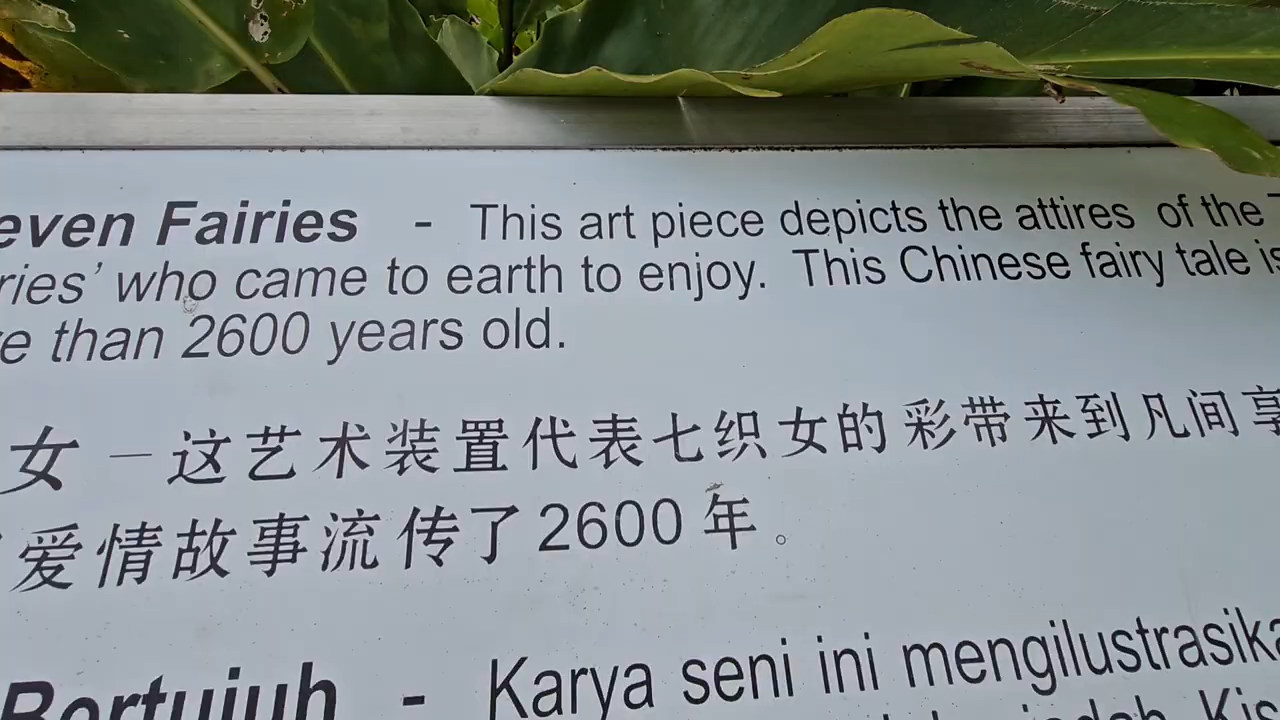 even Fairies - This art piece depicts the attires of the
ries’ who came to earth to enjoy. This Chinese fairy tale is
e than 2600 years old.
女 － 这艺术装置代表七织女的彩带来到凡间享
爱情故事流传了2600年。
Bertujuh - Karya seni ini mengilustrasika
indah. Kis